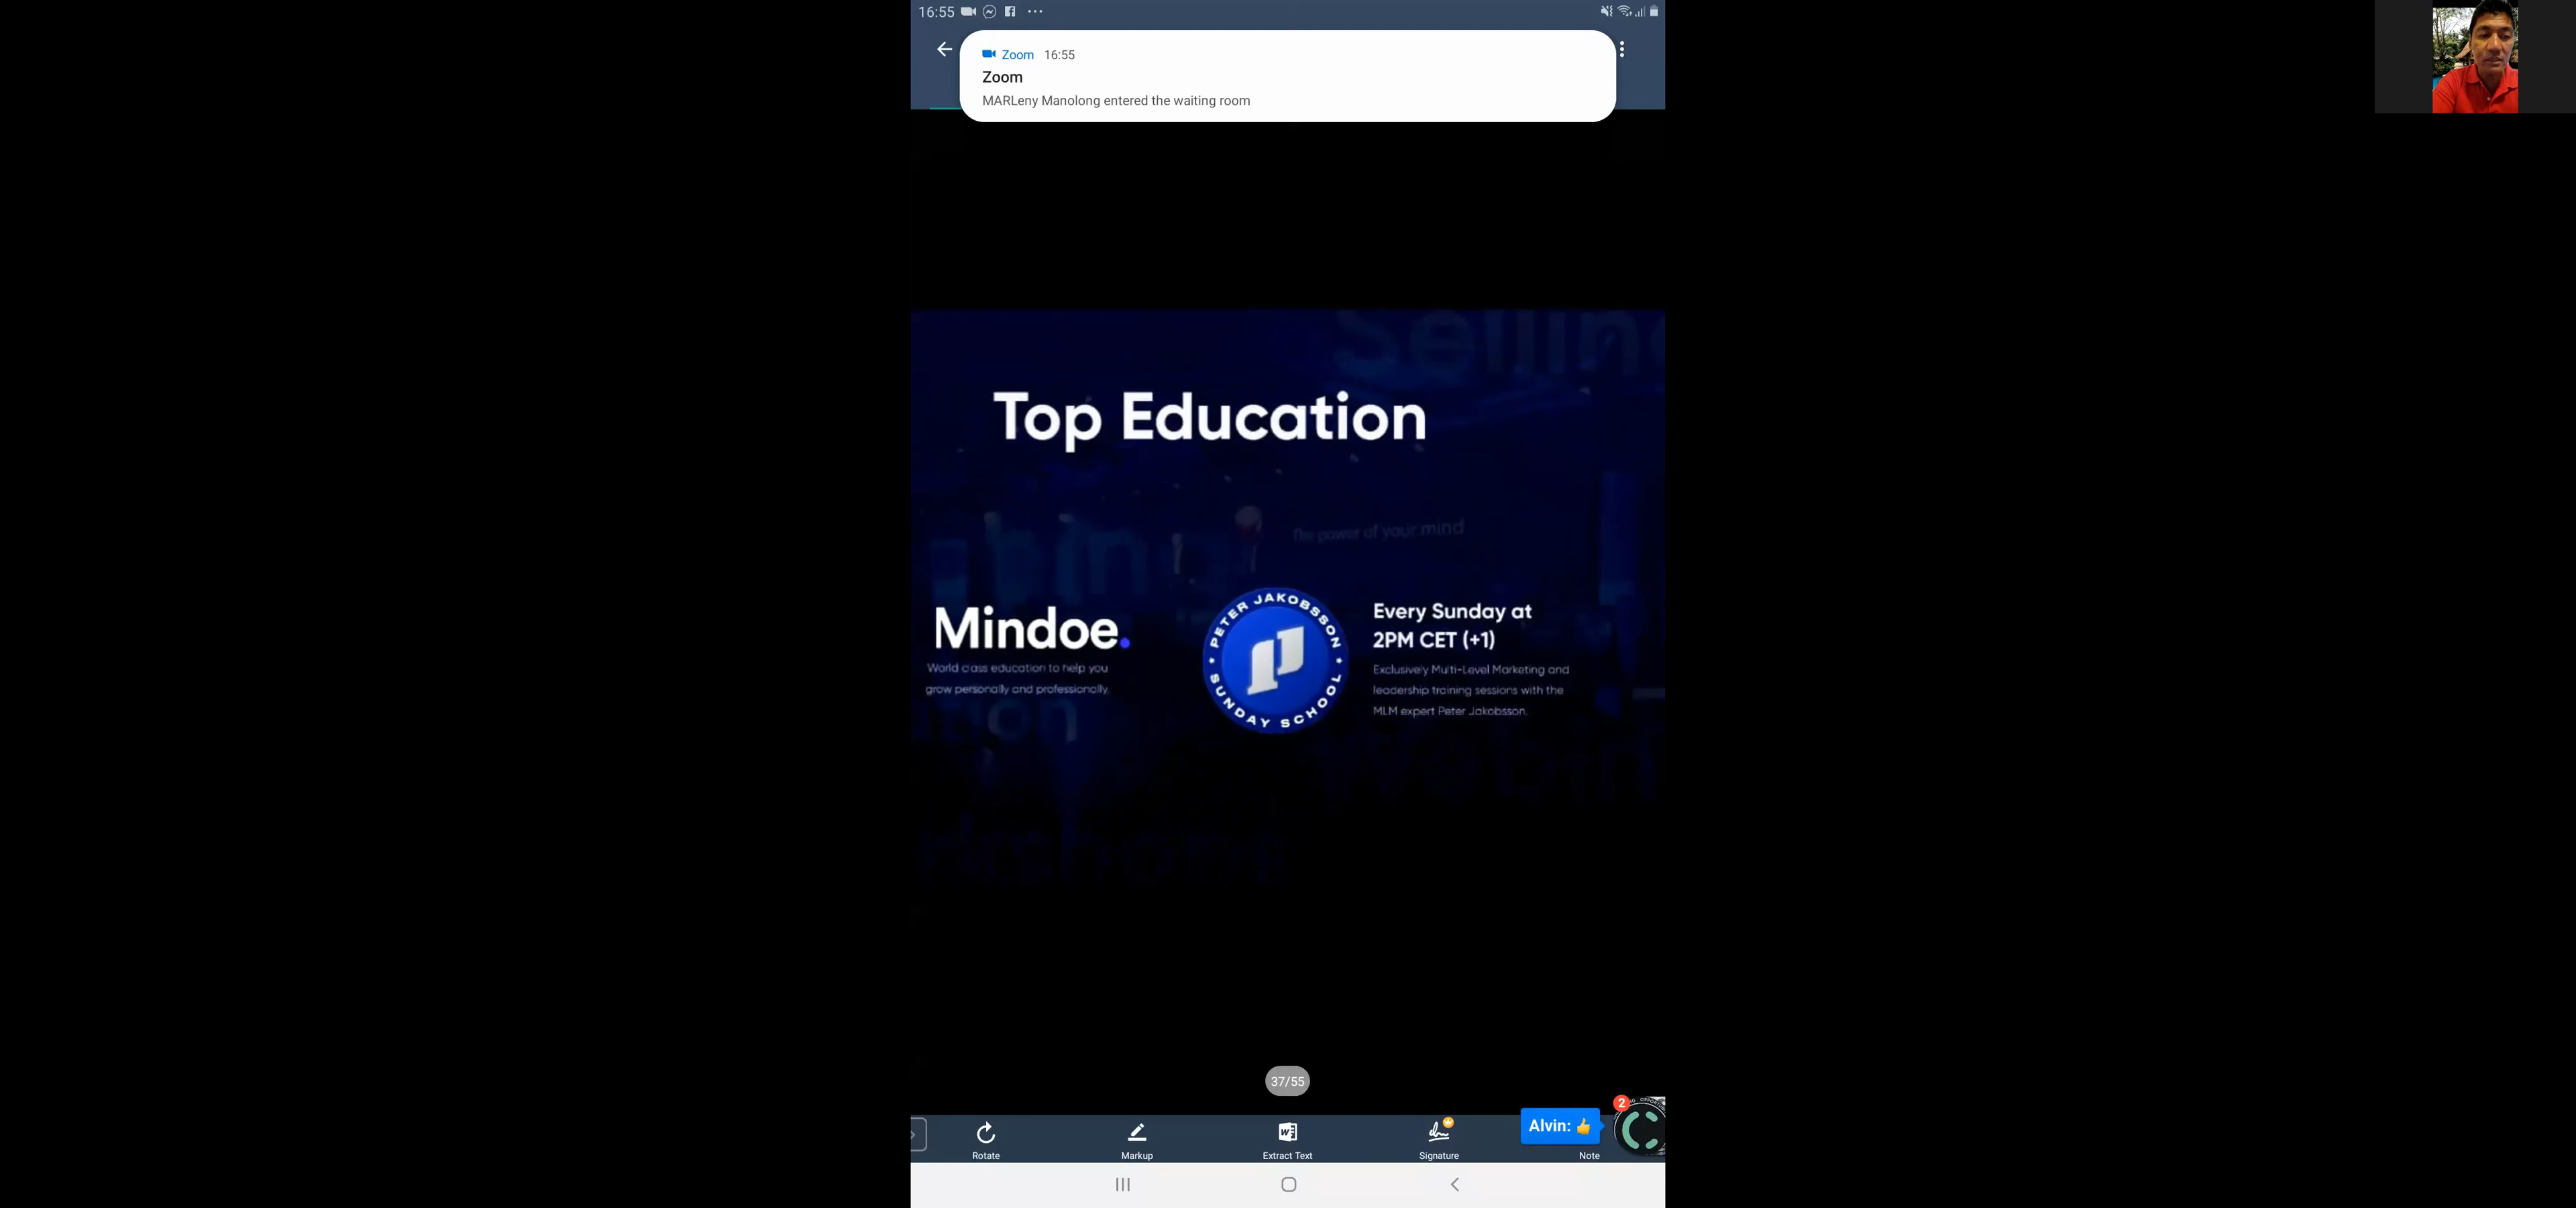 16:55
Zoom 16:55
Zoom
MARLeny Manolong entered the waiting room
Selling
Top Education
The power of your mind
Mindoe.
World class education to help you
grow personally and professionally.
PETER JAKOBSSON
SUNDAY SCHOOL
Every Sunday at
2PM CET (+1)
Exclusively Multi-Level Marketing and
leadership training sessions with the
MLM expert Peter Jakobsson.
37/55
2
Alvin: 👍
Rotate
Markup
Extract Text
Signature
Note